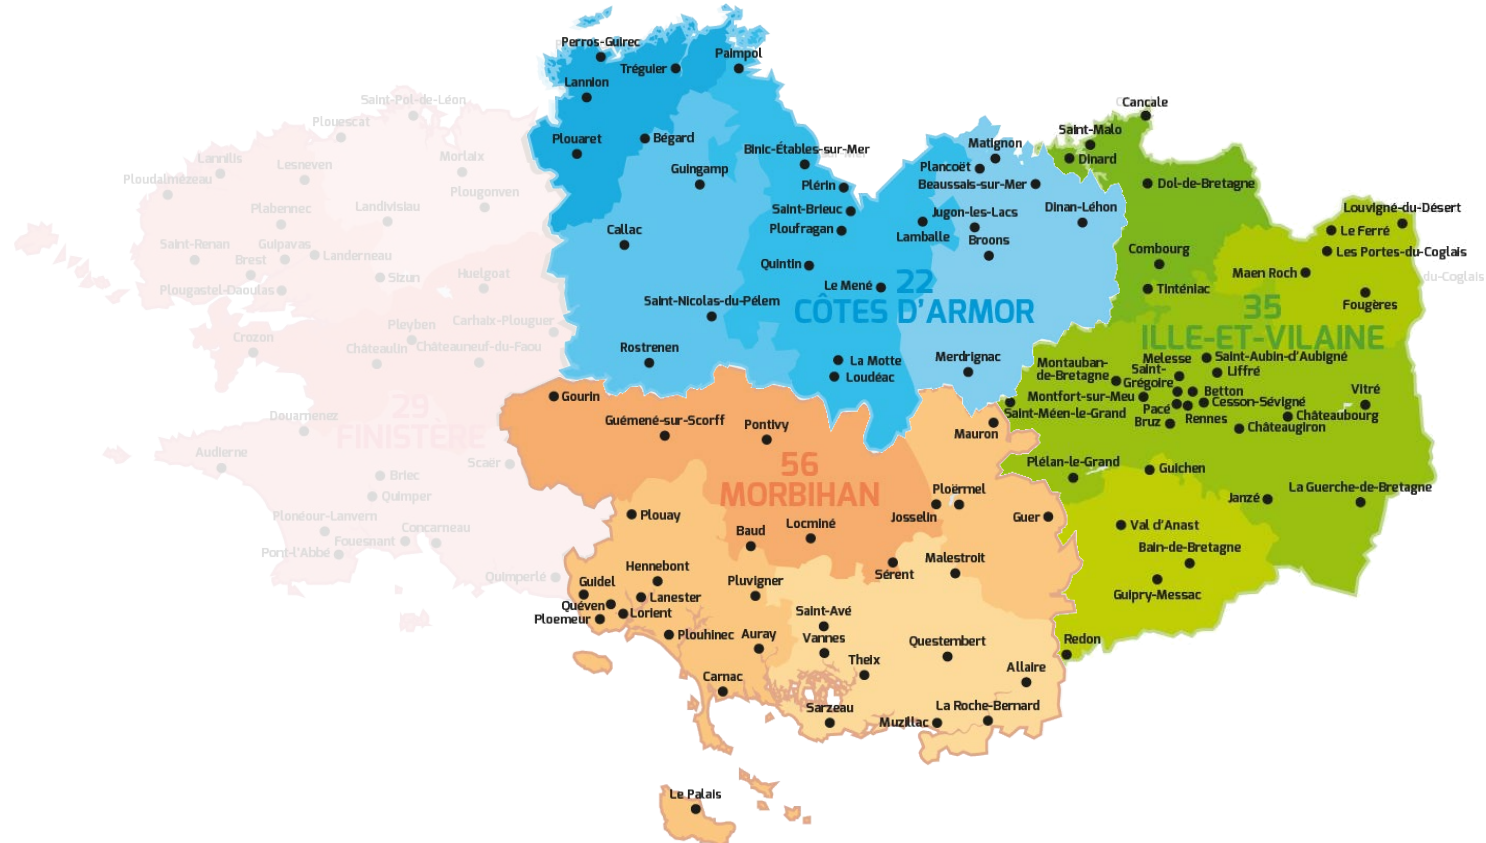 Perros-Guirec
Paimpol
Tréguier
Lannion
Plouaret
Bégard
Guingamp
Binic-Étables-sur-Mer
Plérin
Saint-Brieuc
Ploufragan
Callac
Quintin
Le Mené
Saint-Nicolas-du-Pélem
Rostrenen
La Motte
Loudéac
Matignon
Plancoët
Beaussais-sur-Mer
Jugon-les-Lacs
Lamballe
Broons
Dinan-Léhon
Merdrignac
22
CÔTES D'ARMOR
Cancale
Saint-Malo
Dinard
Dol-de-Bretagne
Louvigné-du-Désert
Le Ferré
Les Portes-du-Coglais
du-Coglais
Maen Roch
Fougères
Combourg
Tinténiac
35
ILLE-ET-VILAINE
Melesse
Saint-Aubin-d'Aubigné
Liffré
Montauban-
de-Bretagne
Saint-
Grégoire
Betton
Montfort-sur-Meu
Cesson-Sévigné
Vitré
Saint-Méen-le-Grand
Pacé
Rennes
Bruz
Châteaubourg
Châteaugiron
Plélan-le-Grand
Guichen
Janzé
La Guerche-de-Bretagne
Val d'Anast
Bain-de-Bretagne
Guipry-Messac
Redon
Gourin
Guémené-sur-Scorff
Pontivy
Mauron
56
MORBIHAN
Ploërmel
Josselin
Guer
Plouay
Baud
Locminé
Malestroit
Sérent
Hennebont
Guidel
Pluvigner
Lanester
Quéven
Lorient
Ploemeur
Saint-Avé
Plouhinec
Auray
Vannes
Questembert
Theix
Allaire
Carnac
Sarzeau
Muzillac
La Roche-Bernard
Le Palais
Saint-Pol-de-Léon
Plouescat
Lannilis
Lesneven
Morlaix
Ploudalmézeau
Plougonven
Plabennec
Landivisiau
Saint-Renan
Guipavas
Brest
Landerneau
Sizun
Huelgoat
Plougastel-Daoulas
Pleyben
Carhaix-Plouguer
Crozon
Châteaulin
Châteauneuf-du-Faou
29
FINISTÈRE
Douarnenez
Audierne
Scaër
Briec
Quimper
Plonéour-Lanvern
Concarneau
Fouesnant
Pont-l'Abbé
Quimperlé